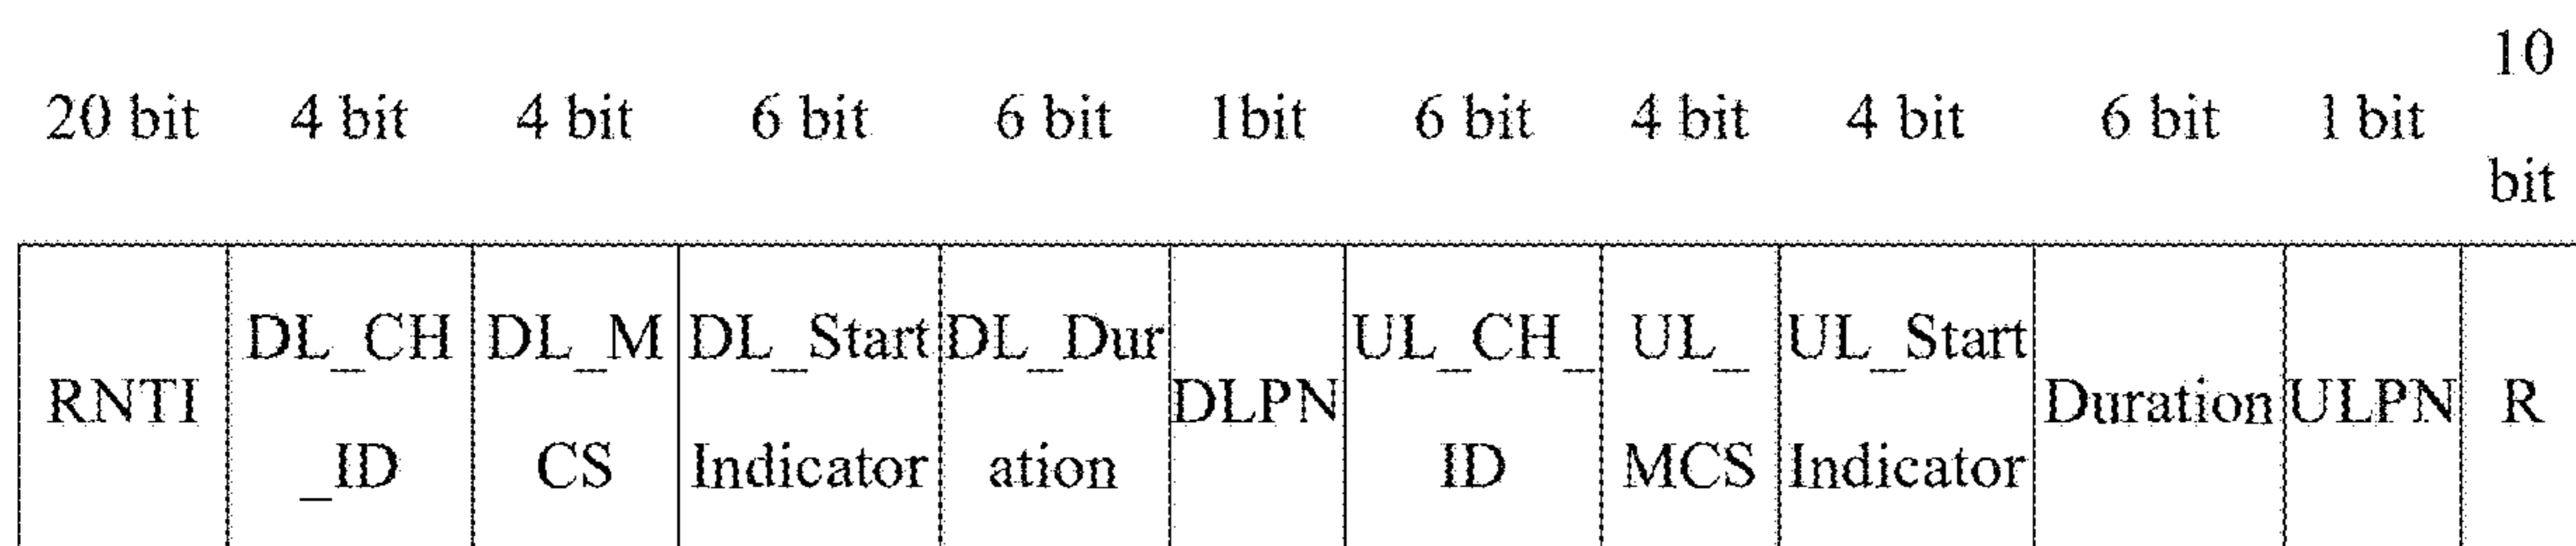 20 bit 4 bit 4 bit 6 bit 6 bit 1bit 6 bit 4 bit 4 bit 6 bit 1 bit 10 bit
RNTI
DL_CH
_ID
DL_M
CS
DL_Start
Indicator
DL_Dur
ation
DLPN
UL_CH_
ID
UL_
MCS
UL_Start
Indicator
Duration
ULPN
R